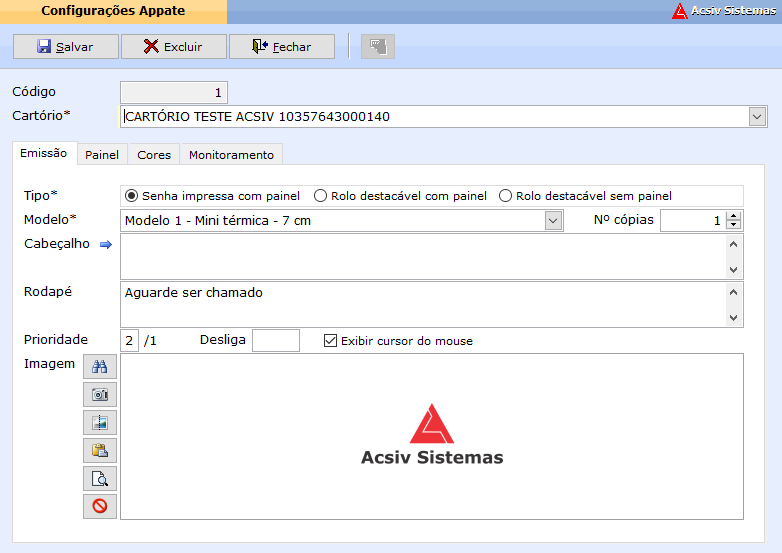 Configurações Appate
Acsiv Sistemas
Salvar Excluir Fechar
Código 1
Cartório* CARTÓRIO TESTE ACSIV 10357643000140
Emissão Painel Cores Monitoramento
Tipo* Senha impressa com painel Rolo destacável com painel Rolo destacável sem painel
Modelo* Modelo 1 - Mini térmica - 7 cm Nº cópias 1
Cabeçalho
Rodapé Aguarde ser chamado
Prioridade 2 /1 Desliga Exibir cursor do mouse
Imagem
Acsiv Sistemas